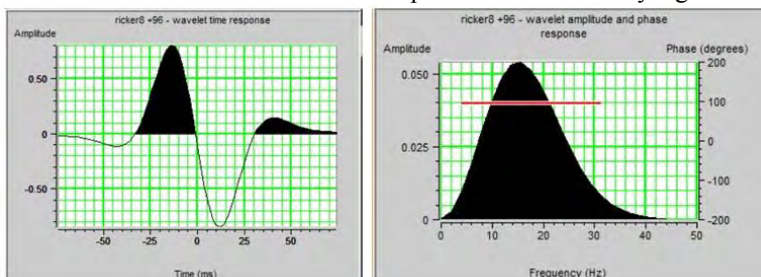 ricker8 +96 - wavelet time response
Amplitude
0.50
0
-0.50
-50 -25 0 25 50
Time (ms)
ricker8 +96 - wavelet amplitude and phase
response
Amplitude Phase (degrees)
0.050 200
100
0.025 0
-100
0 -200
0 10 20 30 40 50
Frequency (Hz)